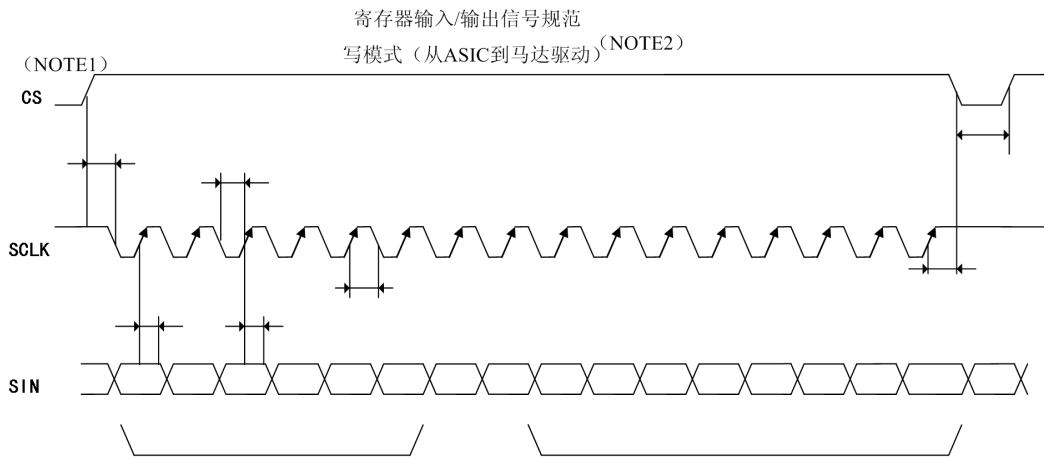 寄存器输入/输出信号规范
写模式（从ASIC到马达驱动）(NOTE2）
（NOTE1）
CS
SCLK
SIN